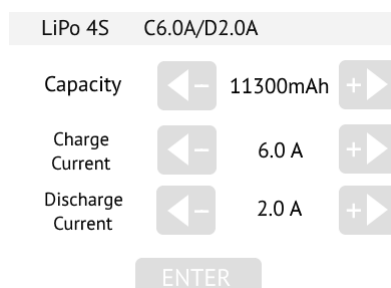 LiPo 4S C6.0A/D2.0A
Capacity − 11300mAh +
Charge
Current − 6.0 A +
Discharge
Current − 2.0 A +
ENTER